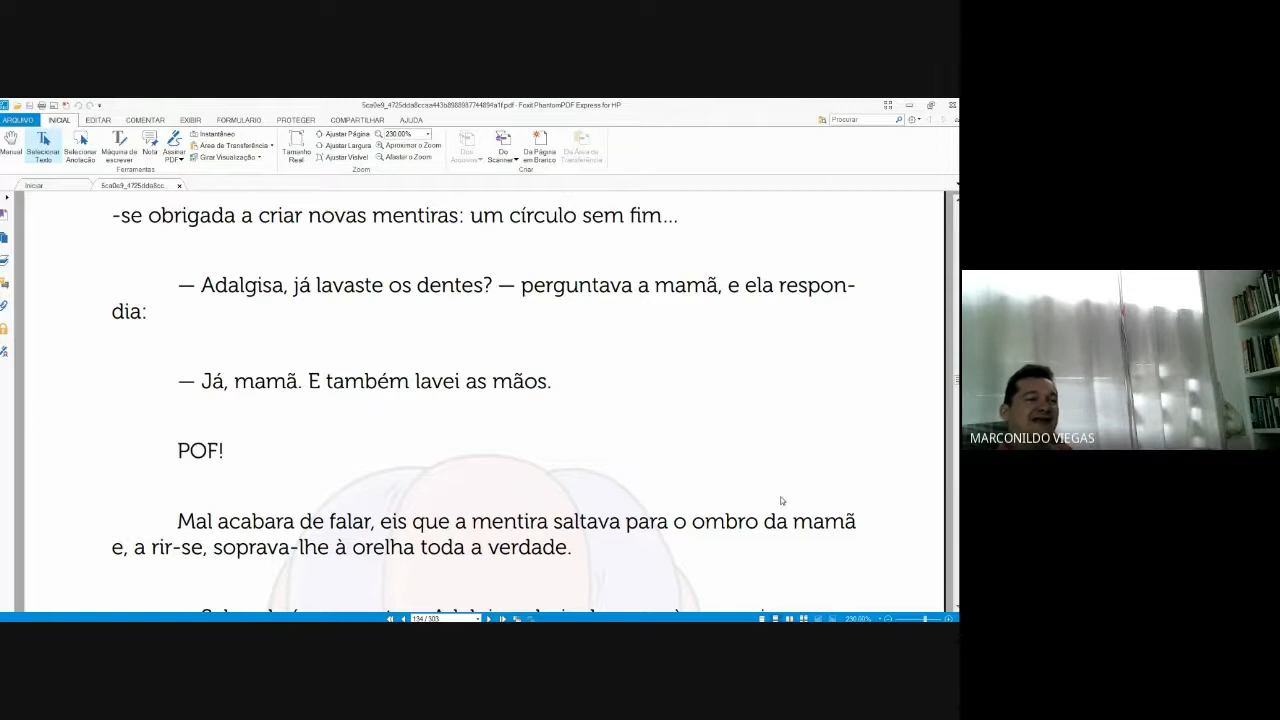 5ca0e9_4725dda8ccaa443b8988987744894a1f.pdf - Foxit PhantomPDF Express for HP
ARQUIVO INICIAL EDITAR COMENTAR EXIBIR FORMULÁRIO PROTEGER COMPARTILHAR AJUDA Procurar
Manual
Selecionar Texto
Selecionar Anotação
Máquina de escrever
Nota
Assinar PDF
Instantâneo
Área de Transferência
Girar Visualização
Ferramentas
Tamanho Real
Ajustar Página
Ajustar Largura
Ajustar Visível
230.00%
Aproximar o Zoom
Afastar o Zoom
Zoom
Dos Arquivos
Do Scanner
Da Página em Branco
Da Área de Transferência
Criar
Iniciar 5ca0e9_4725dda8cc...
-se obrigada a criar novas mentiras: um círculo sem fim...
— Adalgisa, já lavaste os dentes? — perguntava a mamã, e ela respon-
dia:
— Já, mamã. E também lavei as mãos.
POF!
Mal acabara de falar, eis que a mentira saltava para o ombro da mamã
e, a rir-se, soprava-lhe à orelha toda a verdade.
134 / 303 230.00%
MARCONILDO VIEGAS